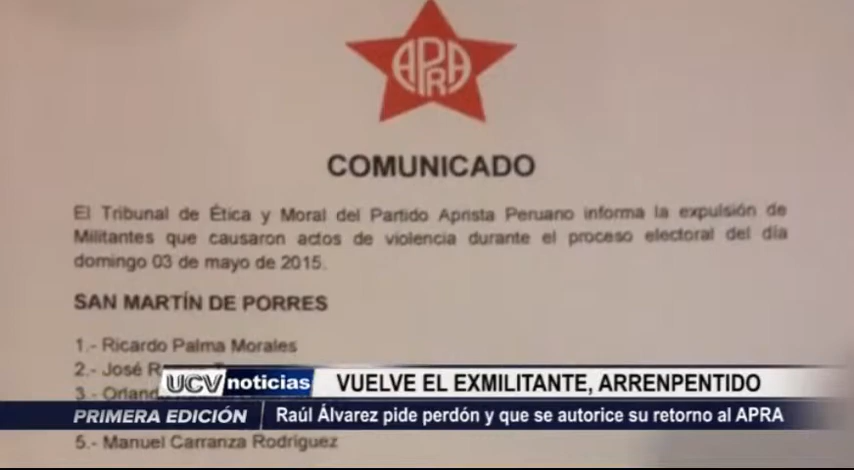 APRA
COMUNICADO
El Tribunal de Ética y Moral del Partido Aprista Peruano informa la expulsión de
Militantes que causaron actos de violencia durante el proceso electoral del día
domingo 03 de mayo de 2015.
SAN MARTÍN DE PORRES
1.- Ricardo Palma Morales
2.- José
3.-
UCV noticias VUELVE EL EXMILITANTE, ARRENPENTIDO
PRIMERA EDICIÓN Raúl Álvarez pide perdón y que se autorice su retorno al APRA
5.- Manuel Carranza Rodríguez